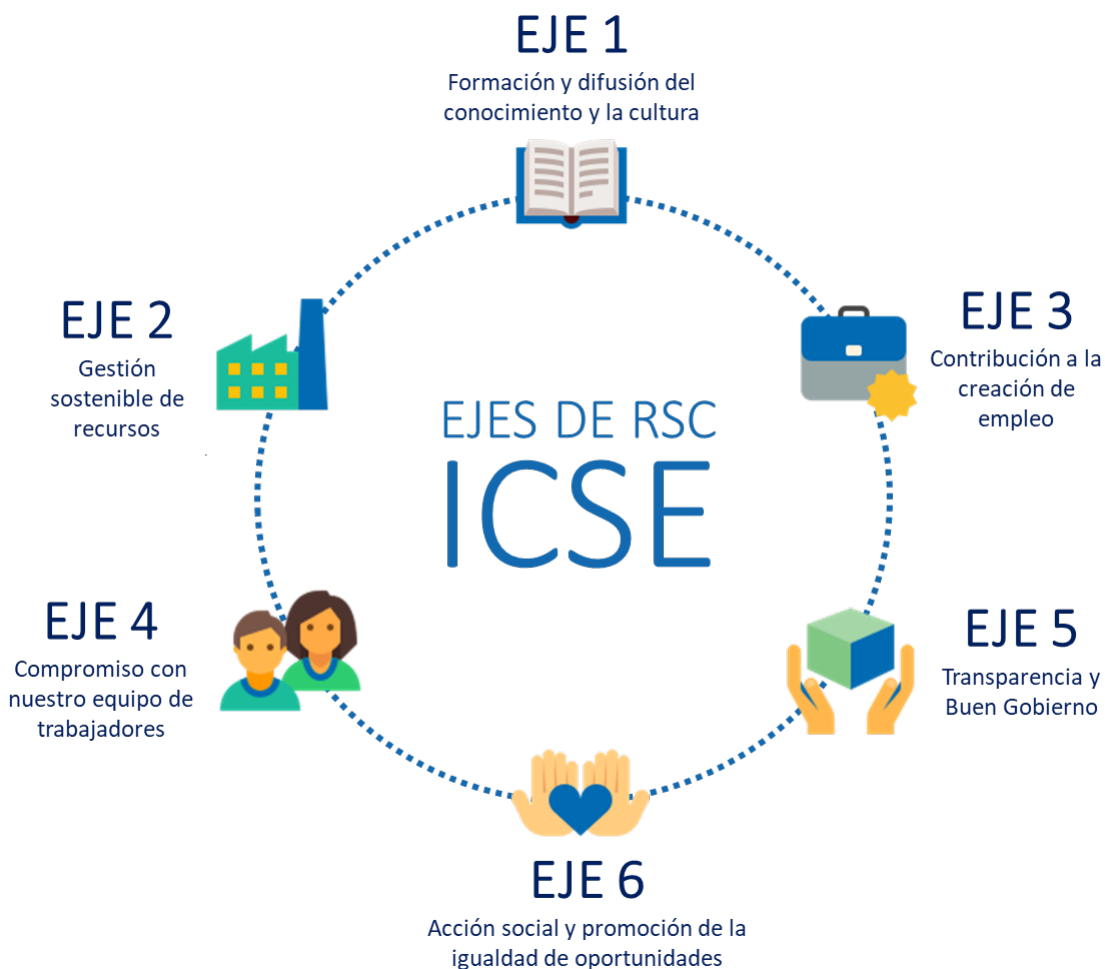 EJE 1
Formación y difusión del
conocimiento y la cultura
EJE 2
Gestión
sostenible de
recursos
EJE 3
Contribución a la
creación de
empleo
EJES DE RSC
ICSE
EJE 4
Compromiso con
nuestro equipo de
trabajadores
EJE 5
Transparencia y
Buen Gobierno
EJE 6
Acción social y promoción de la
igualdad de oportunidades